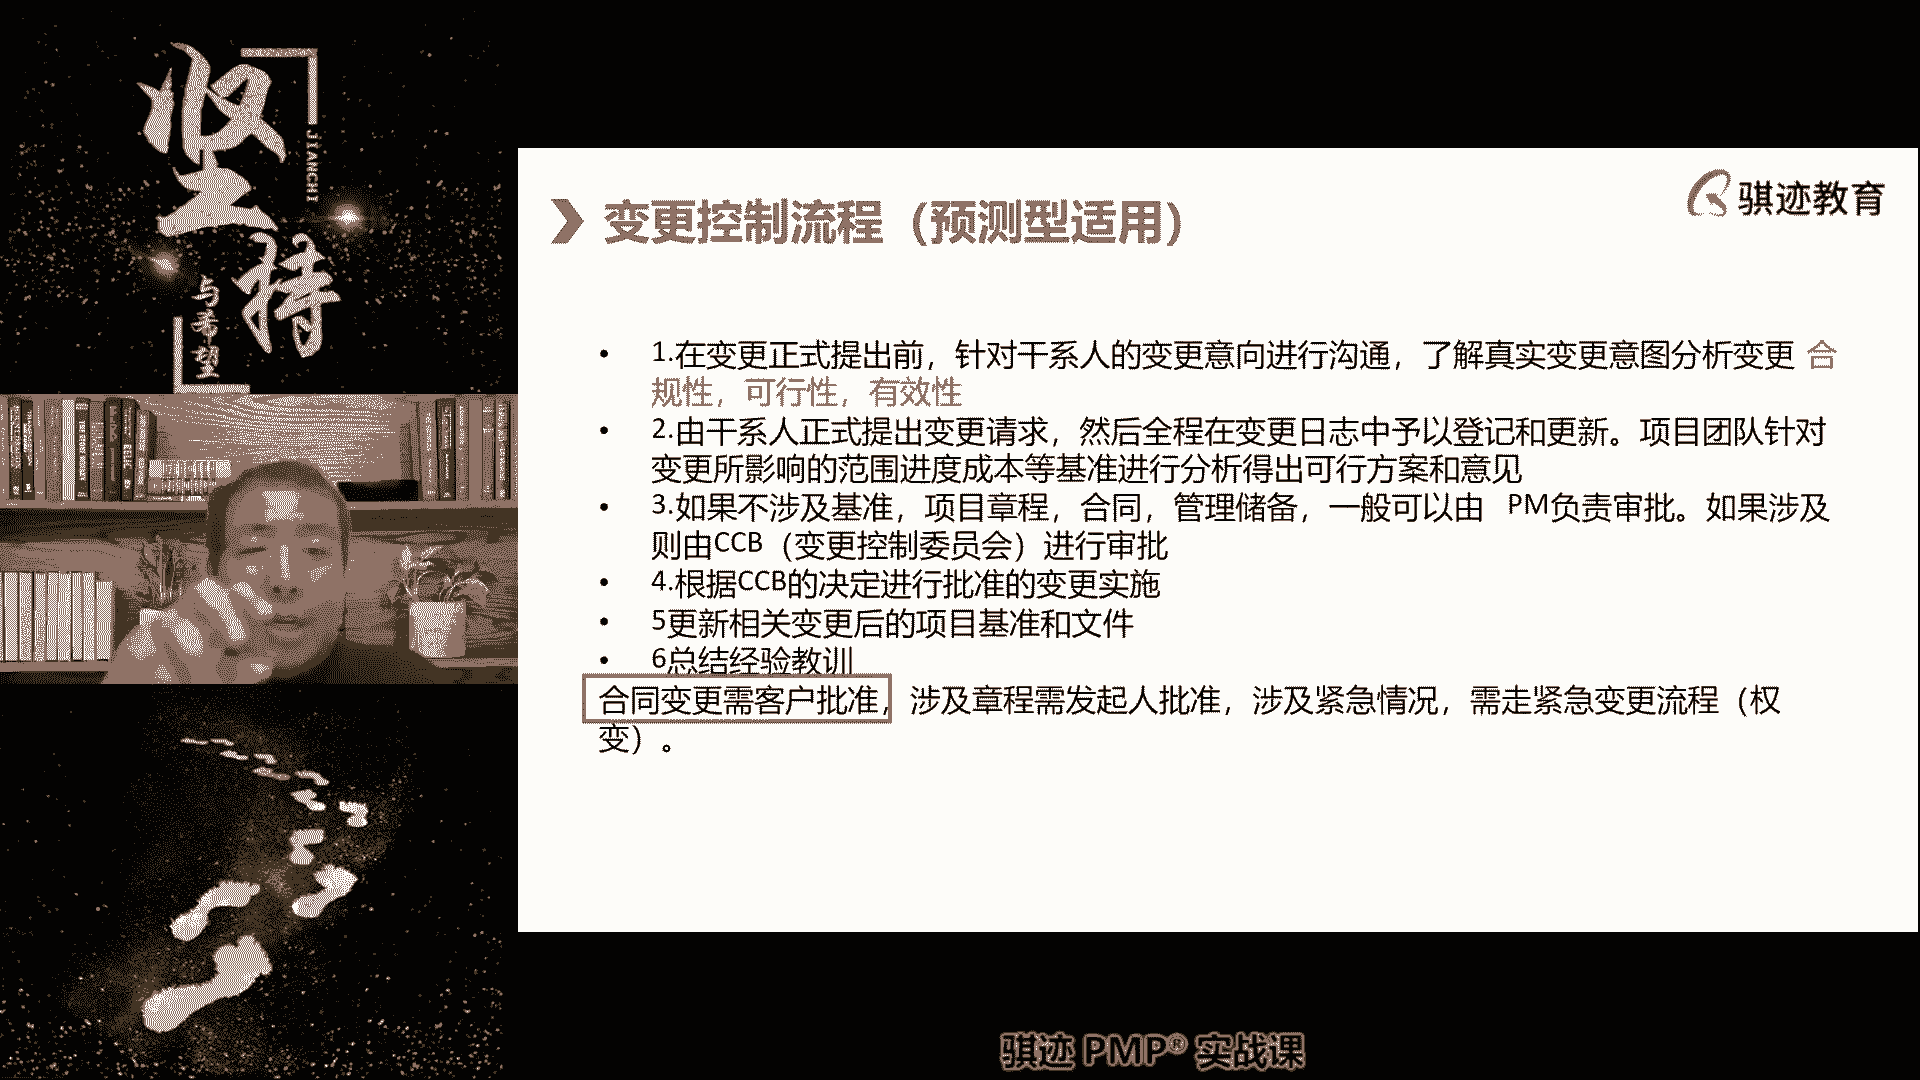 坚持
JIANCHI
与希望
骐迹教育
变更控制流程（预测型适用）
• 1.在变更正式提出前，针对干系人的变更意向进行沟通，了解真实变更意图分析变更 合
规性，可行性，有效性
• 2.由干系人正式提出变更请求，然后全程在变更日志中予以登记和更新。项目团队针对
变更所影响的范围进度成本等基准进行分析得出可行方案和意见
• 3.如果不涉及基准，项目章程，合同，管理储备，一般可以由 PM负责审批。如果涉及
则由CCB（变更控制委员会）进行审批
• 4.根据CCB的决定进行批准的变更实施
• 5更新相关变更后的项目基准和文件
• 6总结经验教训
合同变更需客户批准，涉及章程需发起人批准，涉及紧急情况，需走紧急变更流程（权
变）。
骐迹 PMP® 实战课